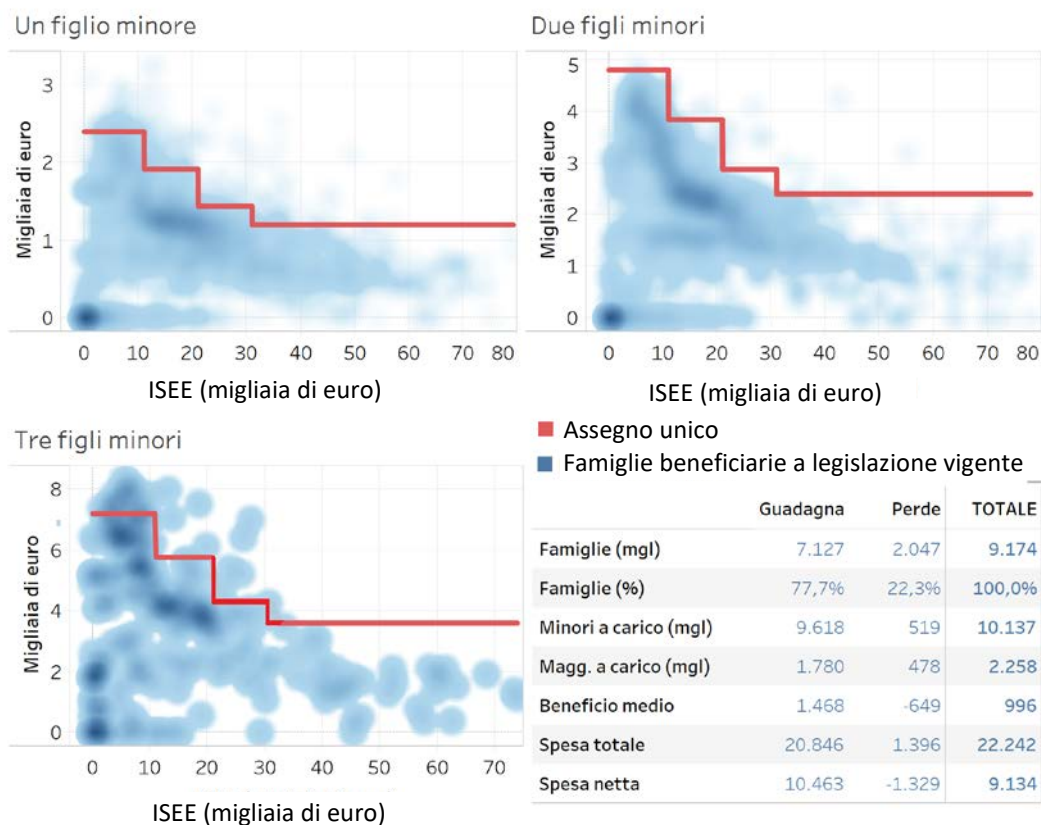 Un figlio minore
3
2
1
0
Migliaia di euro
0 10 20 30 40 50 60 70 80
ISEE (migliaia di euro)
Due figli minori
5
4
3
2
1
0
Migliaia di euro
0 10 20 30 40 50 60 70 80
ISEE (migliaia di euro)
Tre figli minori
8
6
4
2
0
Migliaia di euro
0 10 20 30 40 50 60 70
ISEE (migliaia di euro)
Assegno unico
Famiglie beneficiarie a legislazione vigente
Guadagna Perde TOTALE
Famiglie (mgl) 7.127 2.047 9.174
Famiglie (%) 77,7% 22,3% 100,0%
Minori a carico (mgl) 9.618 519 10.137
Magg. a carico (mgl) 1.780 478 2.258
Beneficio medio 1.468 -649 996
Spesa totale 20.846 1.396 22.242
Spesa netta 10.463 -1.329 9.134